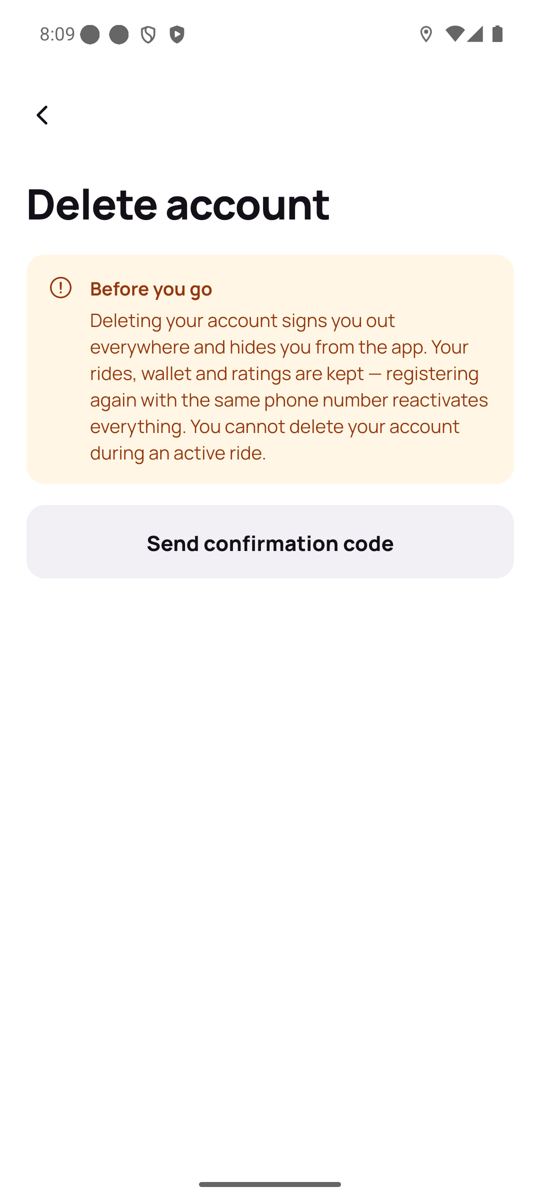 8:09
Delete account
Before you go
Deleting your account signs you out
everywhere and hides you from the app. Your
rides, wallet and ratings are kept — registering
again with the same phone number reactivates
everything. You cannot delete your account
during an active ride.
Send confirmation code